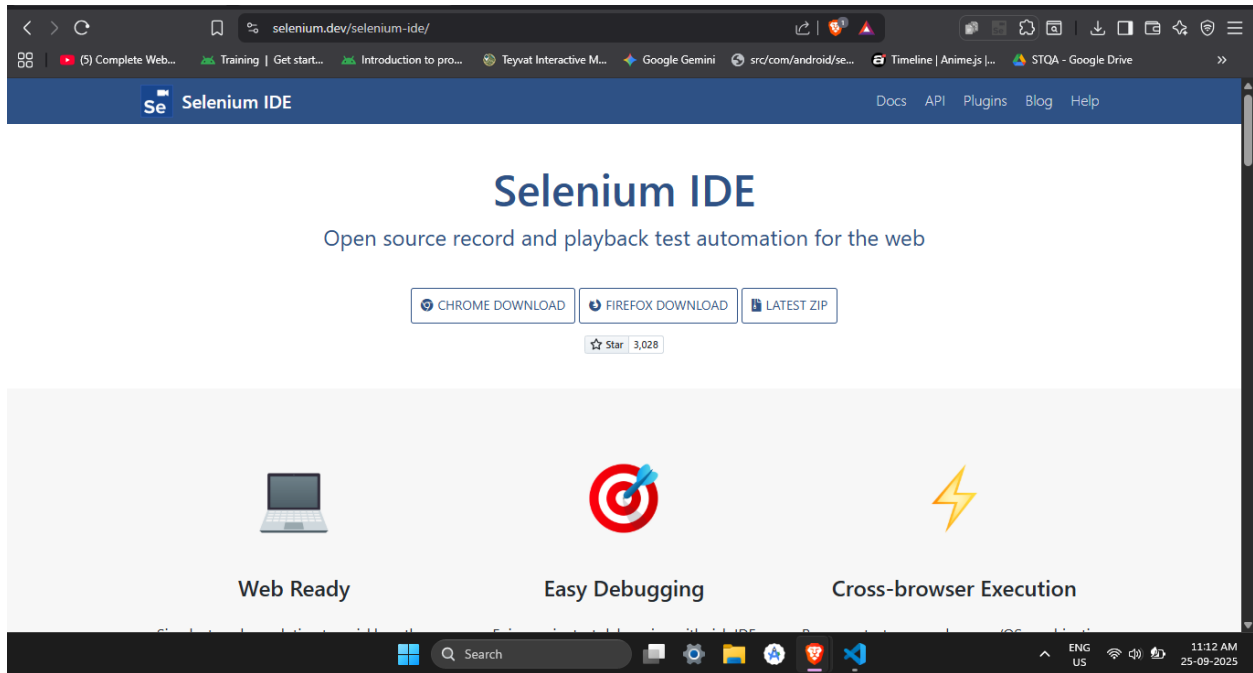 selenium.dev/selenium-ide/
(5) Complete Web...
Training | Get start...
Introduction to pro...
Teyvat Interactive M...
Google Gemini
src/com/android/se...
Timeline | Anime.js |...
STQA - Google Drive
»
Se Selenium IDE
Docs API Plugins Blog Help
Selenium IDE
Open source record and playback test automation for the web
CHROME DOWNLOAD
FIREFOX DOWNLOAD
LATEST ZIP
Star 3,028
Web Ready
Easy Debugging
Cross-browser Execution
Search
ENG
US
11:12 AM
25-09-2025